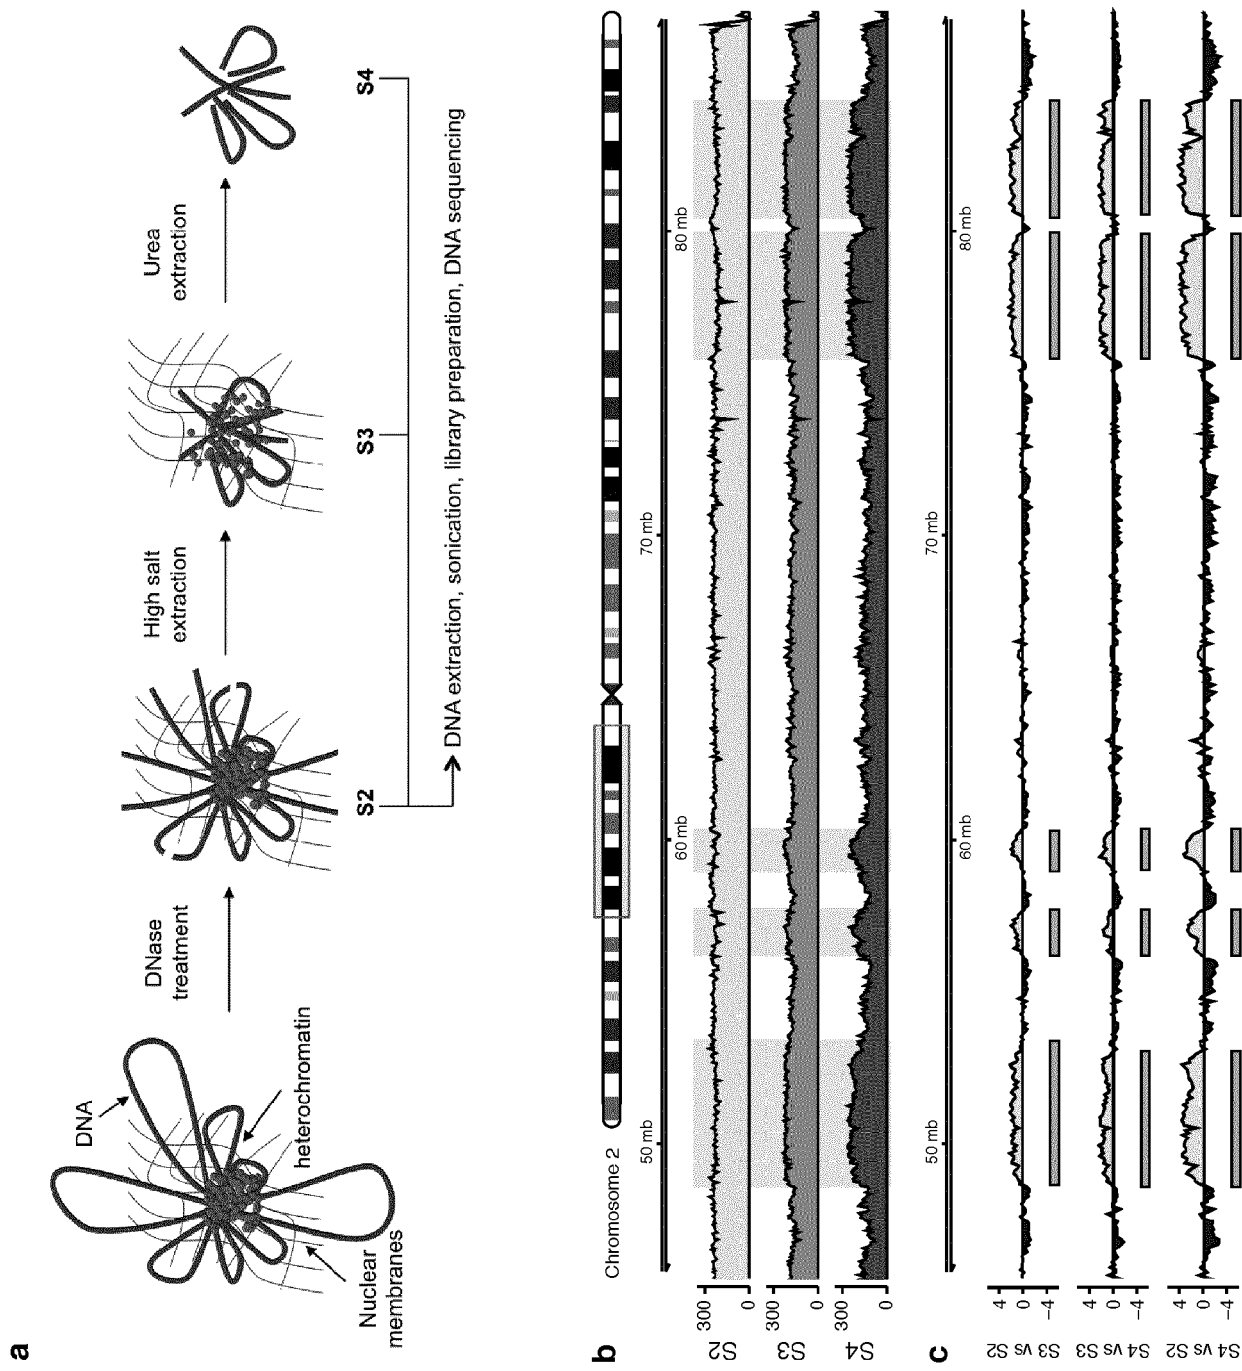 a
DNA
heterochromatin
Nuclear
membranes
DNase
treatment
High salt
extraction
Urea
extraction
S2
S3
S4
DNA extraction, sonication, library preparation, DNA sequencing
b
Chromosome 2
50 mb
60 mb
70 mb
80 mb
S2
300
0
S3
300
0
S4
300
0
c
50 mb
60 mb
70 mb
80 mb
S3 vs S2
4
0
−4
S4 vs S3
4
0
−4
S4 vs S2
4
0
−4